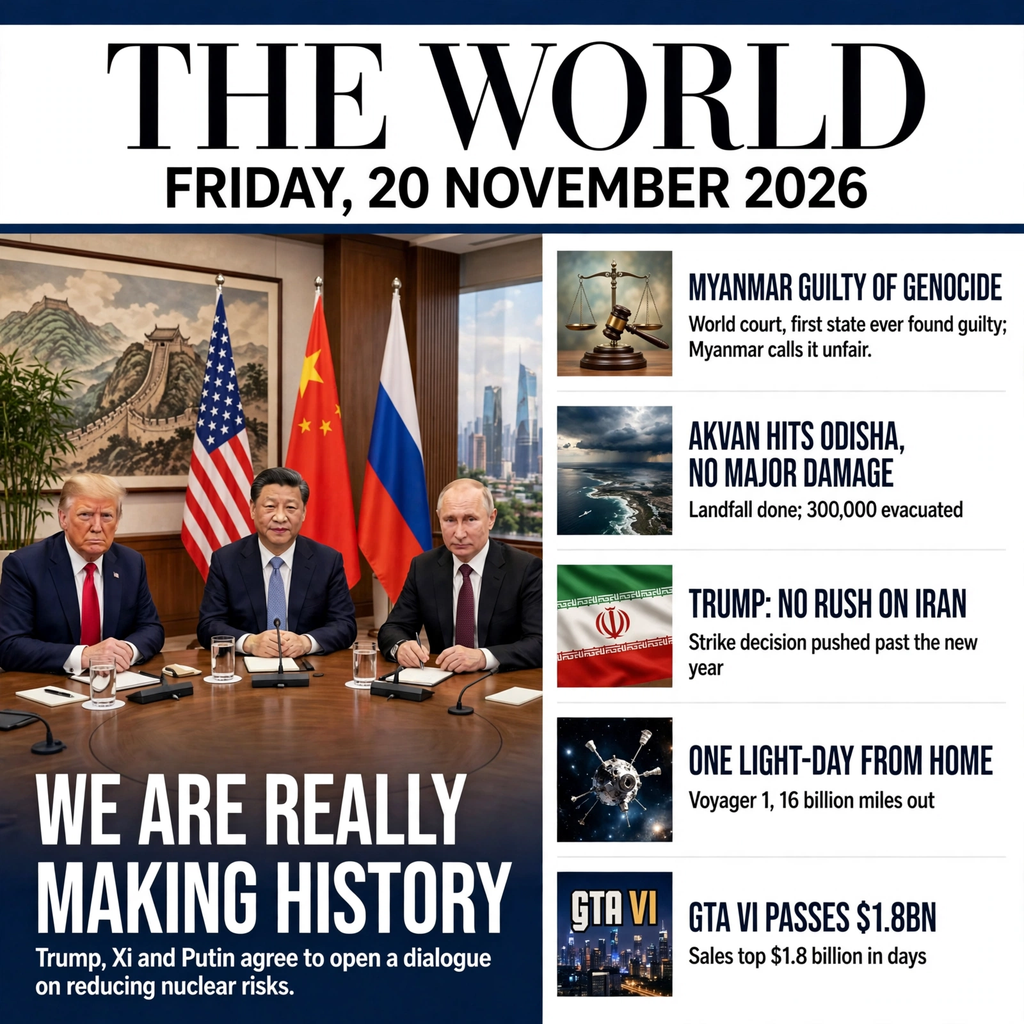 THE WORLD
FRIDAY, 20 NOVEMBER 2026
WE ARE REALLY
MAKING HISTORY
Trump, Xi and Putin agree to open a dialogue
on reducing nuclear risks.
MYANMAR GUILTY OF GENOCIDE
World court, first state ever found guilty;
Myanmar calls it unfair.
AKVAN HITS ODISHA,
NO MAJOR DAMAGE
Landfall done; 300,000 evacuated
TRUMP: NO RUSH ON IRAN
Strike decision pushed past the new
year
ONE LIGHT-DAY FROM HOME
Voyager 1, 16 billion miles out
GTA VI
GTA VI PASSES $1.8BN
Sales top $1.8 billion in days